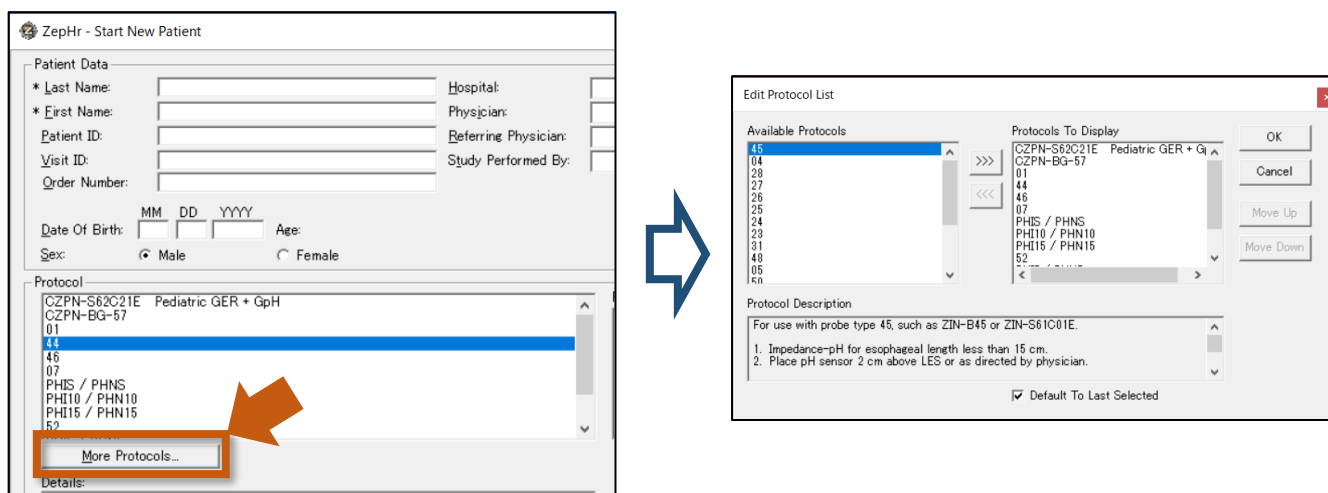 ZepHr - Start New Patient
Patient Data
* Last Name:
Hospital:
* First Name:
Physician:
Patient ID:
Referring Physician:
Visit ID:
Study Performed By:
Order Number:
MM DD YYYY
Date Of Birth:
Age:
Sex:
Male
Female
Protocol
CZPN-S62C21E Pediatric GER + GpH
CZPN-BG-57
01
44
46
07
PHIS / PHNS
PHI10 / PHN10
PHI15 / PHN15
52
More Protocols...
Details:
Edit Protocol List
Available Protocols
45
04
28
27
26
25
24
23
31
48
05
50
>>>
<<<
Protocols To Display
CZPN-S62C21E Pediatric GER + G
CZPN-BG-57
01
44
46
07
PHIS / PHNS
PHI10 / PHN10
PHI15 / PHN15
52
OK
Cancel
Move Up
Move Down
Protocol Description
For use with probe type 45, such as ZIN-B45 or ZIN-S61C01E.
1. Impedance-pH for esophageal length less than 15 cm.
2. Place pH sensor 2 cm above LES or as directed by physician.
Default To Last Selected